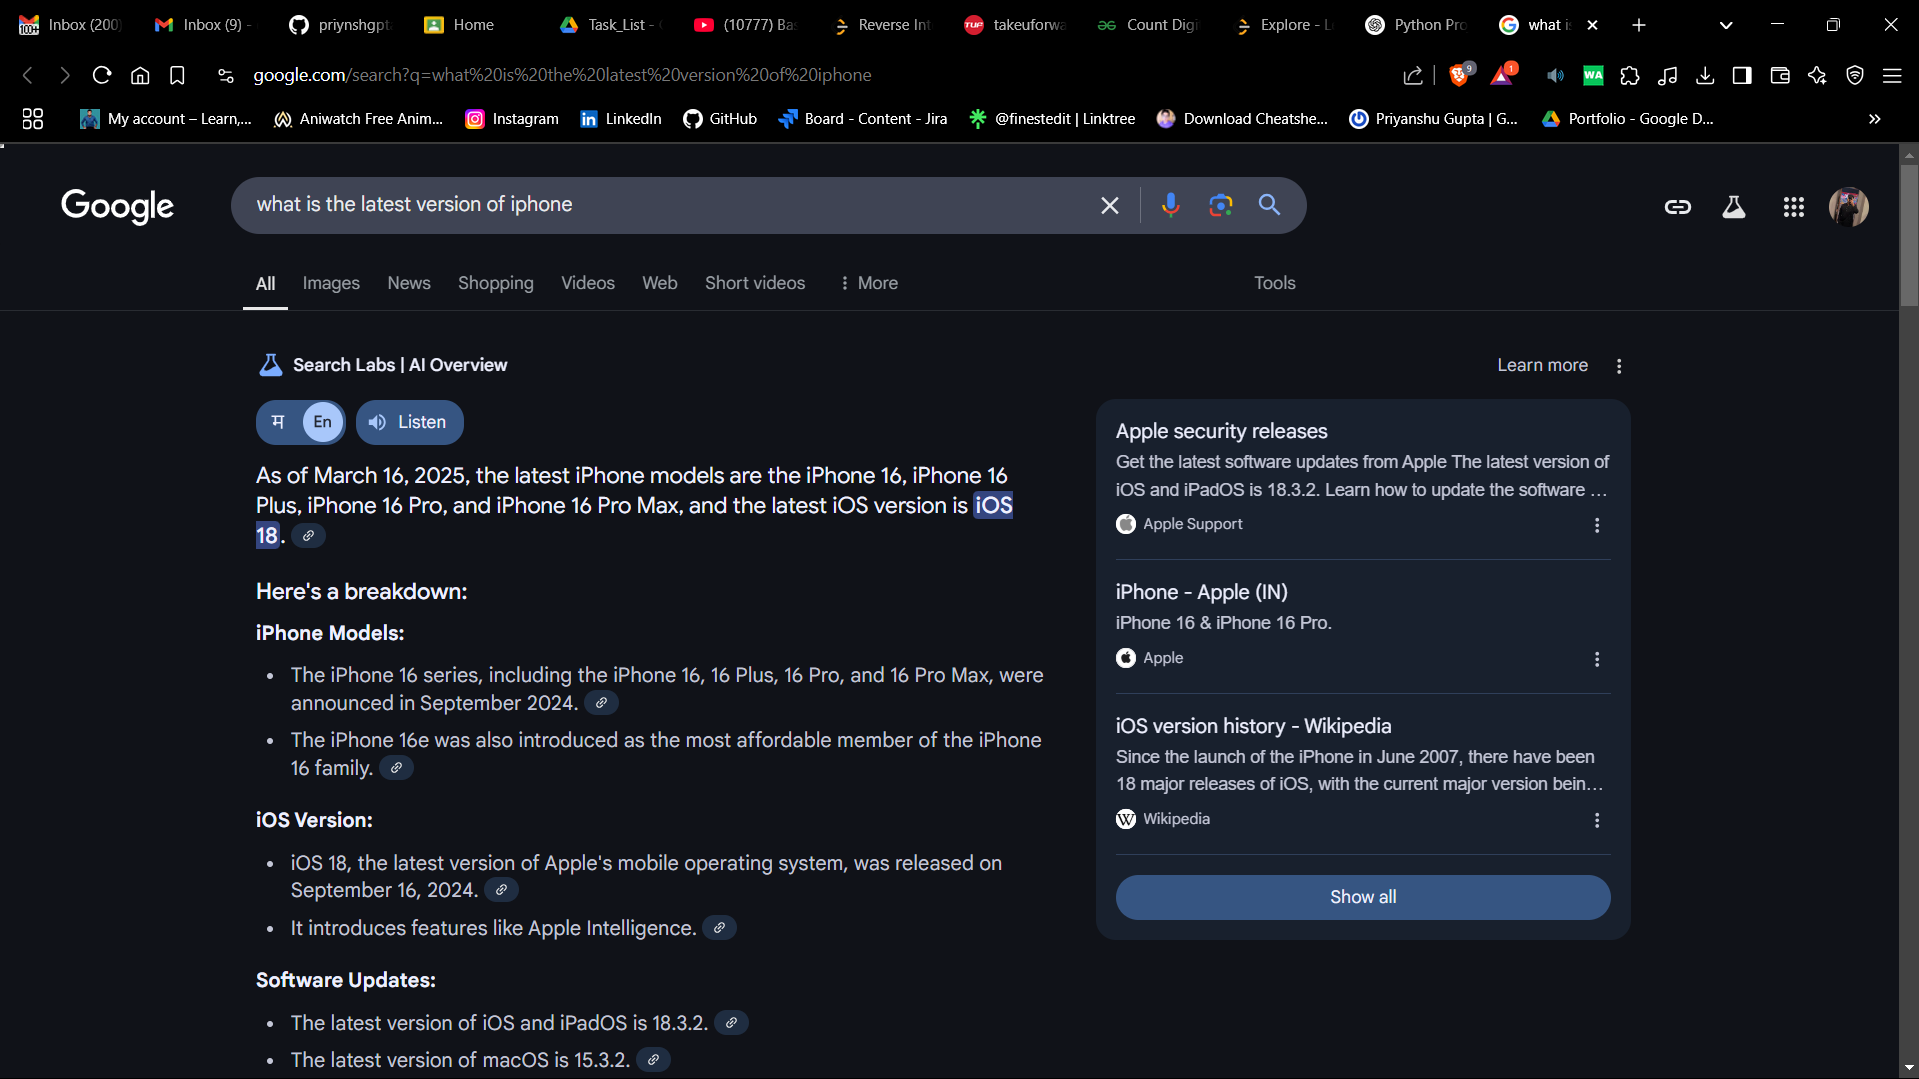 Inbox (200)
Inbox (9) -
priynshgpt
Home
Task_List -
(10777) Ba
Reverse Int
takeuforwa
Count Digi
Explore - L
Python Pro
what is
google.com/search?q=what%20is%20the%20latest%20version%20of%20iphone
9
1
WA
My account – Learn,...
Aniwatch Free Anim...
Instagram
LinkedIn
GitHub
Board - Content - Jira
@finestedit | Linktree
Download Cheatshe...
Priyanshu Gupta | G...
Portfolio - Google D...
Google
what is the latest version of iphone
All
Images
News
Shopping
Videos
Web
Short videos
More
Tools
Search Labs | AI Overview
Learn more
म
En
Listen
As of March 16, 2025, the latest iPhone models are the iPhone 16, iPhone 16
Plus, iPhone 16 Pro, and iPhone 16 Pro Max, and the latest iOS version is iOS
18.
Here's a breakdown:
iPhone Models:
• The iPhone 16 series, including the iPhone 16, 16 Plus, 16 Pro, and 16 Pro Max, were
announced in September 2024.
• The iPhone 16e was also introduced as the most affordable member of the iPhone
16 family.
iOS Version:
• iOS 18, the latest version of Apple's mobile operating system, was released on
September 16, 2024.
• It introduces features like Apple Intelligence.
Software Updates:
• The latest version of iOS and iPadOS is 18.3.2.
• The latest version of macOS is 15.3.2.
Apple security releases
Get the latest software updates from Apple The latest version of
iOS and iPadOS is 18.3.2. Learn how to update the software ...
Apple Support
iPhone - Apple (IN)
iPhone 16 & iPhone 16 Pro.
Apple
iOS version history - Wikipedia
Since the launch of the iPhone in June 2007, there have been
18 major releases of iOS, with the current major version bein...
Wikipedia
Show all